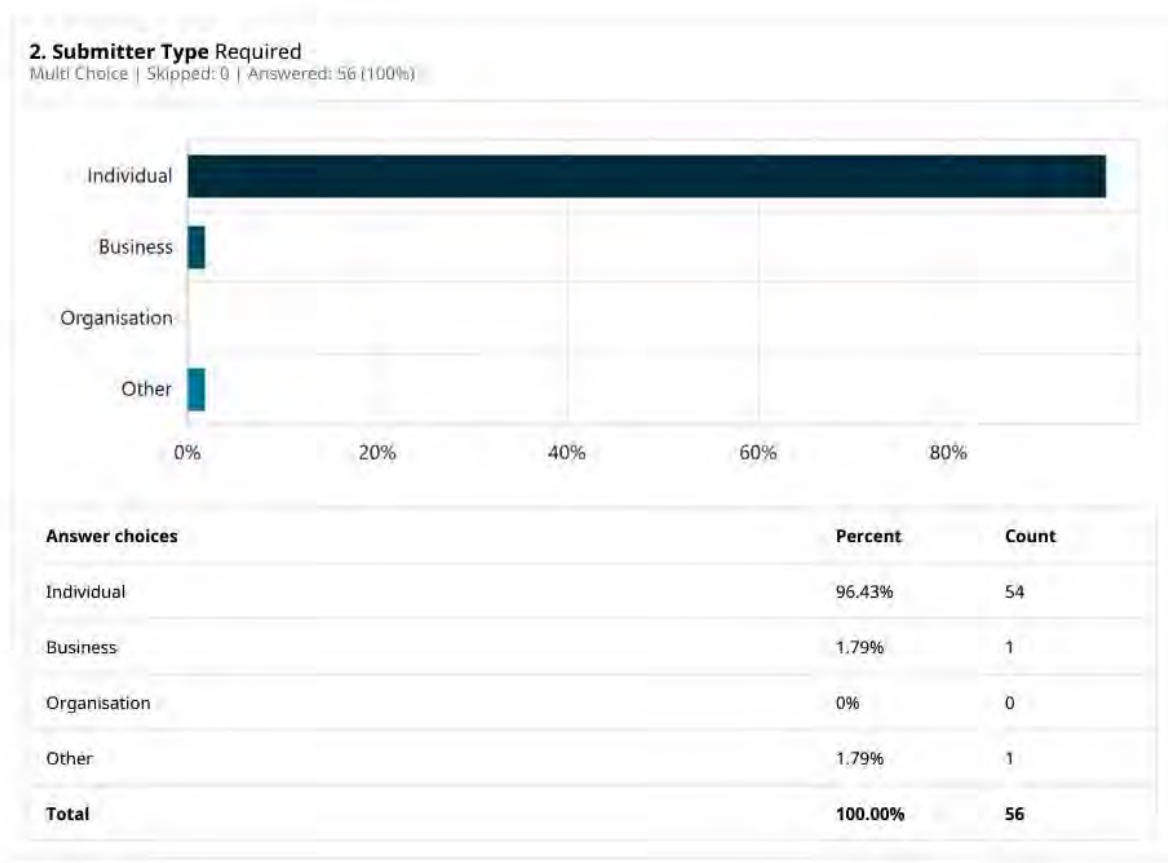 2. Submitter Type Required
Multi Choice | Skipped: 0 | Answered: 56 (100%)
Individual
Business
Organisation
Other
0% 20% 40% 60% 80%
Answer choices Percent Count
Individual 96.43% 54
Business 1.79% 1
Organisation 0% 0
Other 1.79% 1
Total 100.00% 56